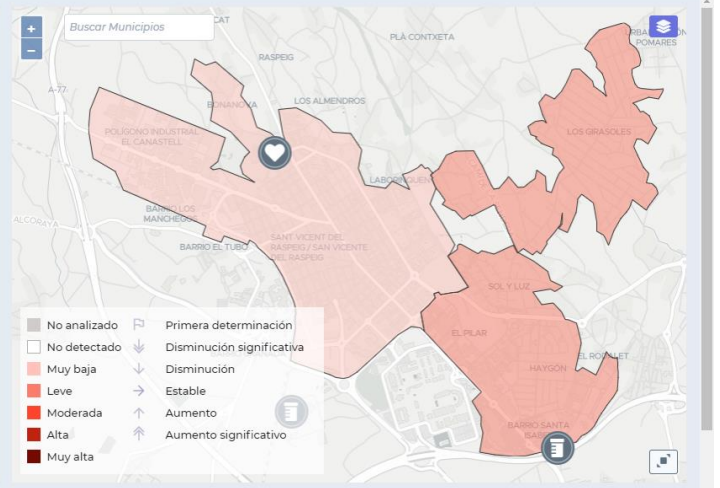 +
Buscar Municipios
−
PLÀ CONTXETA
POMARES
RASPEIG
A-77
BONANOVA
LOS ALMENDROS
POLÍGONO INDUSTRIAL
EL CANASTELL
LOS GIRASOLES
BARRIO LOS
MANCHEGOS
ALCORAYA
SANT VICENT DEL
RASPEIG / SAN VICENTE
DEL RASPEIG
BARRIO EL TUBO
SOL Y LUZ
EL PILAR
HAYGÓN
BARRIO SANTA
No analizado
No detectado
Muy baja
Leve
Moderada
Alta
Muy alta
Primera determinación
Disminución significativa
Disminución
Estable
Aumento
Aumento significativo